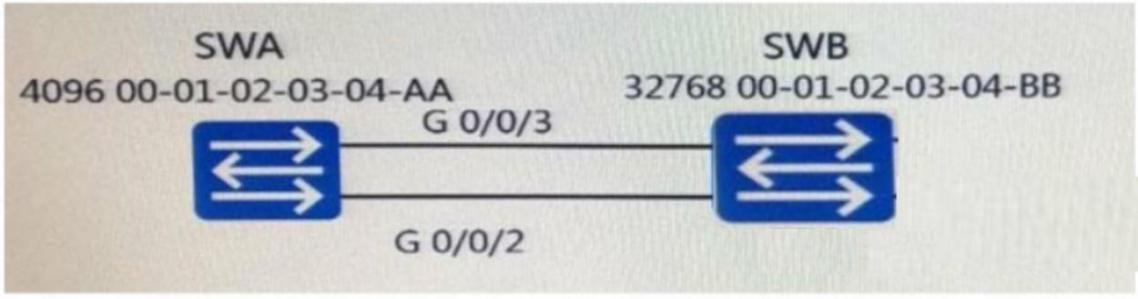 SWA
SWB
4096 00-01-02-03-04-AA
32768 00-01-02-03-04-BB
G 0/0/3
G 0/0/2